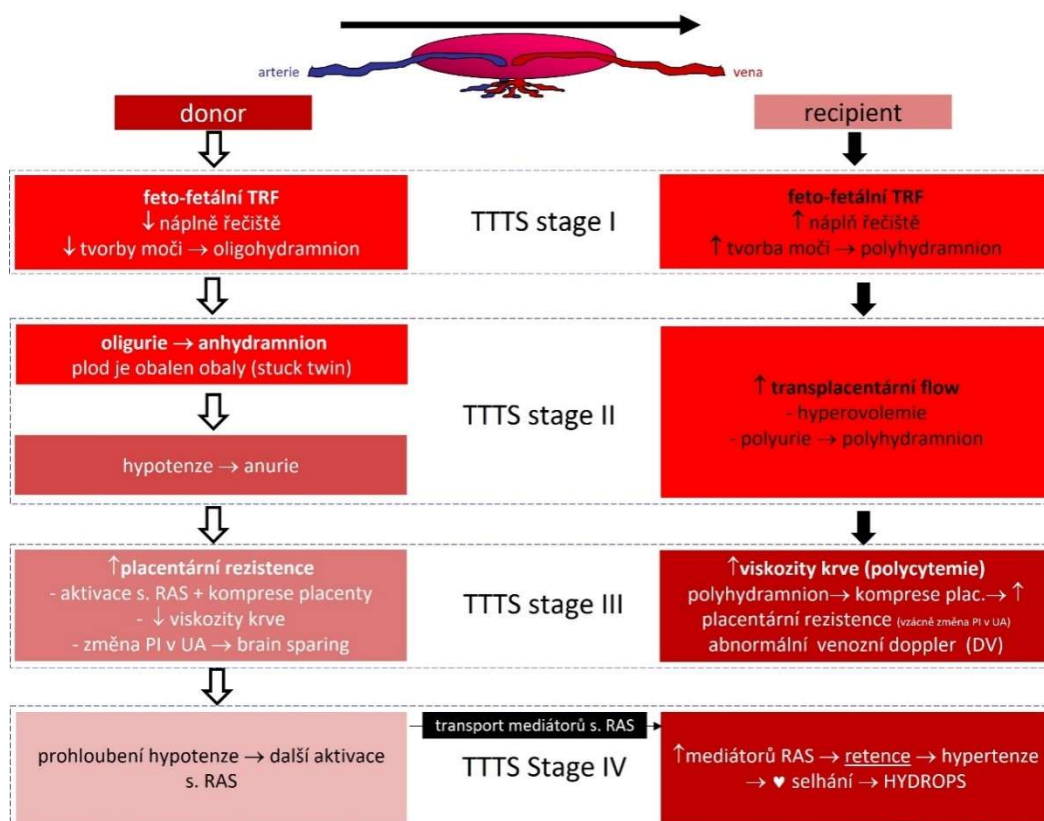 arterie
vena
donor
recipient
feto-fetální TRF
↓ náplně řečiště
↓ tvorby moči → oligohydramnion
TTTS stage I
feto-fetální TRF
↑ náplň řečiště
↑ tvorba moči → polyhydramnion
oligurie → anhydramnion
plod je obalen obaly (stuck twin)
hypotenze → anurie
TTTS stage II
↑ transplacentární flow
- hyperovolemie
- polyurie → polyhydramnion
↑placentární rezistence
- aktivace s. RAS + komprese placenty
- ↓ viskozity krve
- změna PI v UA → brain sparing
TTTS stage III
↑viskozity krve (polycytemie)
polyhydramnion→ komprese plac.→ ↑
placentární rezistence (vzácně změna PI v UA)
abnormální venozní doppler (DV)
prohloubení hypotenze → další aktivace
s. RAS
transport mediátorů s. RAS
TTTS Stage IV
↑mediátorů RAS → retence → hypertenze
→ ♥ selhání → HYDROPS